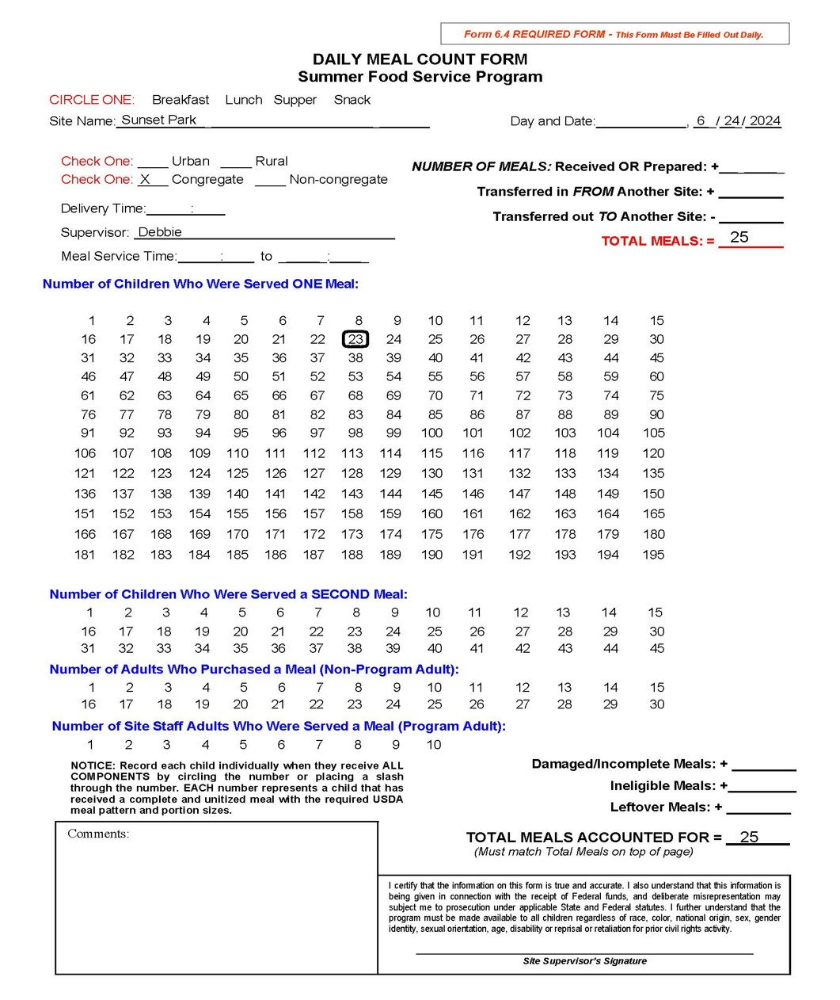 Form 6.4 REQUIRED FORM - This Form Must Be Filled Out Daily.
DAILY MEAL COUNT FORM
Summer Food Service Program
CIRCLE ONE: Breakfast Lunch Supper Snack
Site Name: Sunset Park Day and Date:____________, 6 / 24 / 2024
Check One: ____ Urban ____ Rural
Check One: X Congregate ____ Non-congregate
NUMBER OF MEALS: Received OR Prepared: +________
Transferred in FROM Another Site: + ________
Transferred out TO Another Site: - ________
TOTAL MEALS: = 25
Delivery Time:______:____
Supervisor: Debbie
Meal Service Time:______:____ to ______:____
Number of Children Who Were Served ONE Meal:
1 2 3 4 5 6 7 8 9 10 11 12 13 14 15
16 17 18 19 20 21 22 23 24 25 26 27 28 29 30
31 32 33 34 35 36 37 38 39 40 41 42 43 44 45
46 47 48 49 50 51 52 53 54 55 56 57 58 59 60
61 62 63 64 65 66 67 68 69 70 71 72 73 74 75
76 77 78 79 80 81 82 83 84 85 86 87 88 89 90
91 92 93 94 95 96 97 98 99 100 101 102 103 104 105
106 107 108 109 110 111 112 113 114 115 116 117 118 119 120
121 122 123 124 125 126 127 128 129 130 131 132 133 134 135
136 137 138 139 140 141 142 143 144 145 146 147 148 149 150
151 152 153 154 155 156 157 158 159 160 161 162 163 164 165
166 167 168 169 170 171 172 173 174 175 176 177 178 179 180
181 182 183 184 185 186 187 188 189 190 191 192 193 194 195
Number of Children Who Were Served a SECOND Meal:
1 2 3 4 5 6 7 8 9 10 11 12 13 14 15
16 17 18 19 20 21 22 23 24 25 26 27 28 29 30
31 32 33 34 35 36 37 38 39 40 41 42 43 44 45
Number of Adults Who Purchased a Meal (Non-Program Adult):
1 2 3 4 5 6 7 8 9 10 11 12 13 14 15
16 17 18 19 20 21 22 23 24 25 26 27 28 29 30
Number of Site Staff Adults Who Were Served a Meal (Program Adult):
1 2 3 4 5 6 7 8 9 10
NOTICE: Record each child individually when they receive ALL
COMPONENTS by circling the number or placing a slash
through the number. EACH number represents a child that has
received a complete and unitized meal with the required USDA
meal pattern and portion sizes.
Damaged/Incomplete Meals: + ________
Ineligible Meals: +________
Leftover Meals: + ________
Comments:
TOTAL MEALS ACCOUNTED FOR = 25
(Must match Total Meals on top of page)
I certify that the information on this form is true and accurate. I also understand that this information is
being given in connection with the receipt of Federal funds, and deliberate misrepresentation may
subject me to prosecution under applicable State and Federal statutes. I further understand that the
program must be made available to all children regardless of race, color, national origin, sex, gender
identity, sexual orientation, age, disability or reprisal or retaliation for prior civil rights activity.
Site Supervisor's Signature